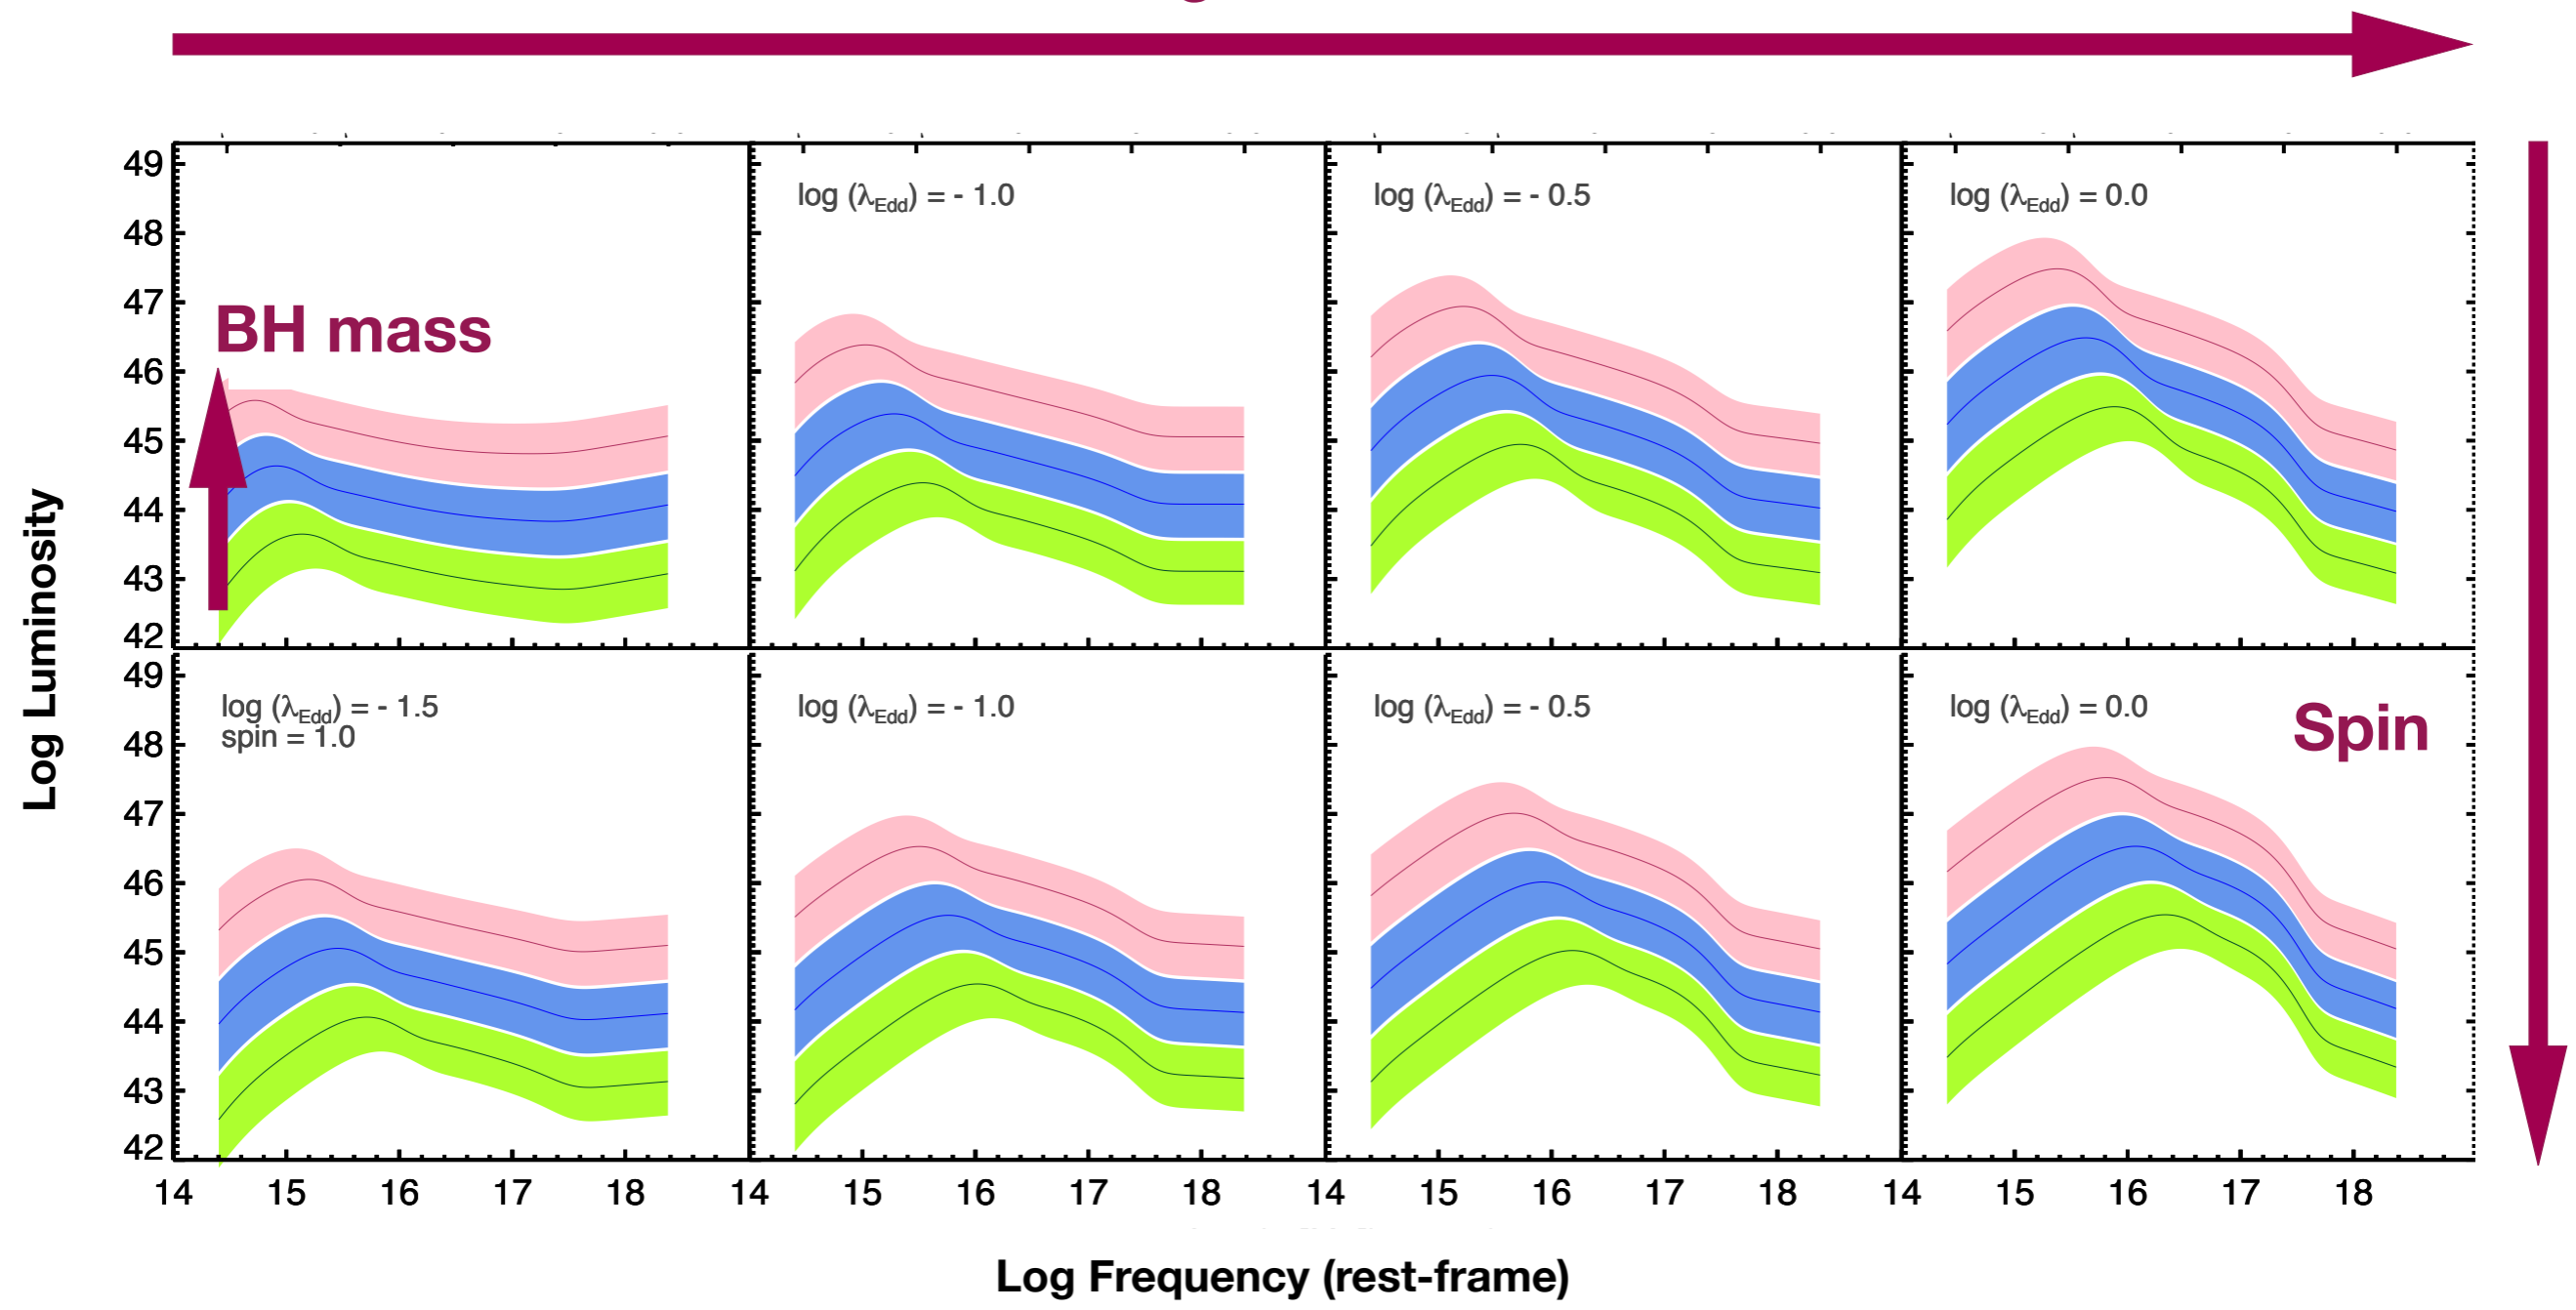 49
48
47
46
45
44
43
42
BH mass
log (λEdd) = - 1.0
log (λEdd) = - 0.5
log (λEdd) = 0.0
49
48
47
46
45
44
43
42
log (λEdd) = - 1.5
spin = 1.0
log (λEdd) = - 1.0
log (λEdd) = - 0.5
log (λEdd) = 0.0
Spin
Log Luminosity
14 15 16 17 18 14 15 16 17 18 14 15 16 17 18 14 15 16 17 18
Log Frequency (rest-frame)